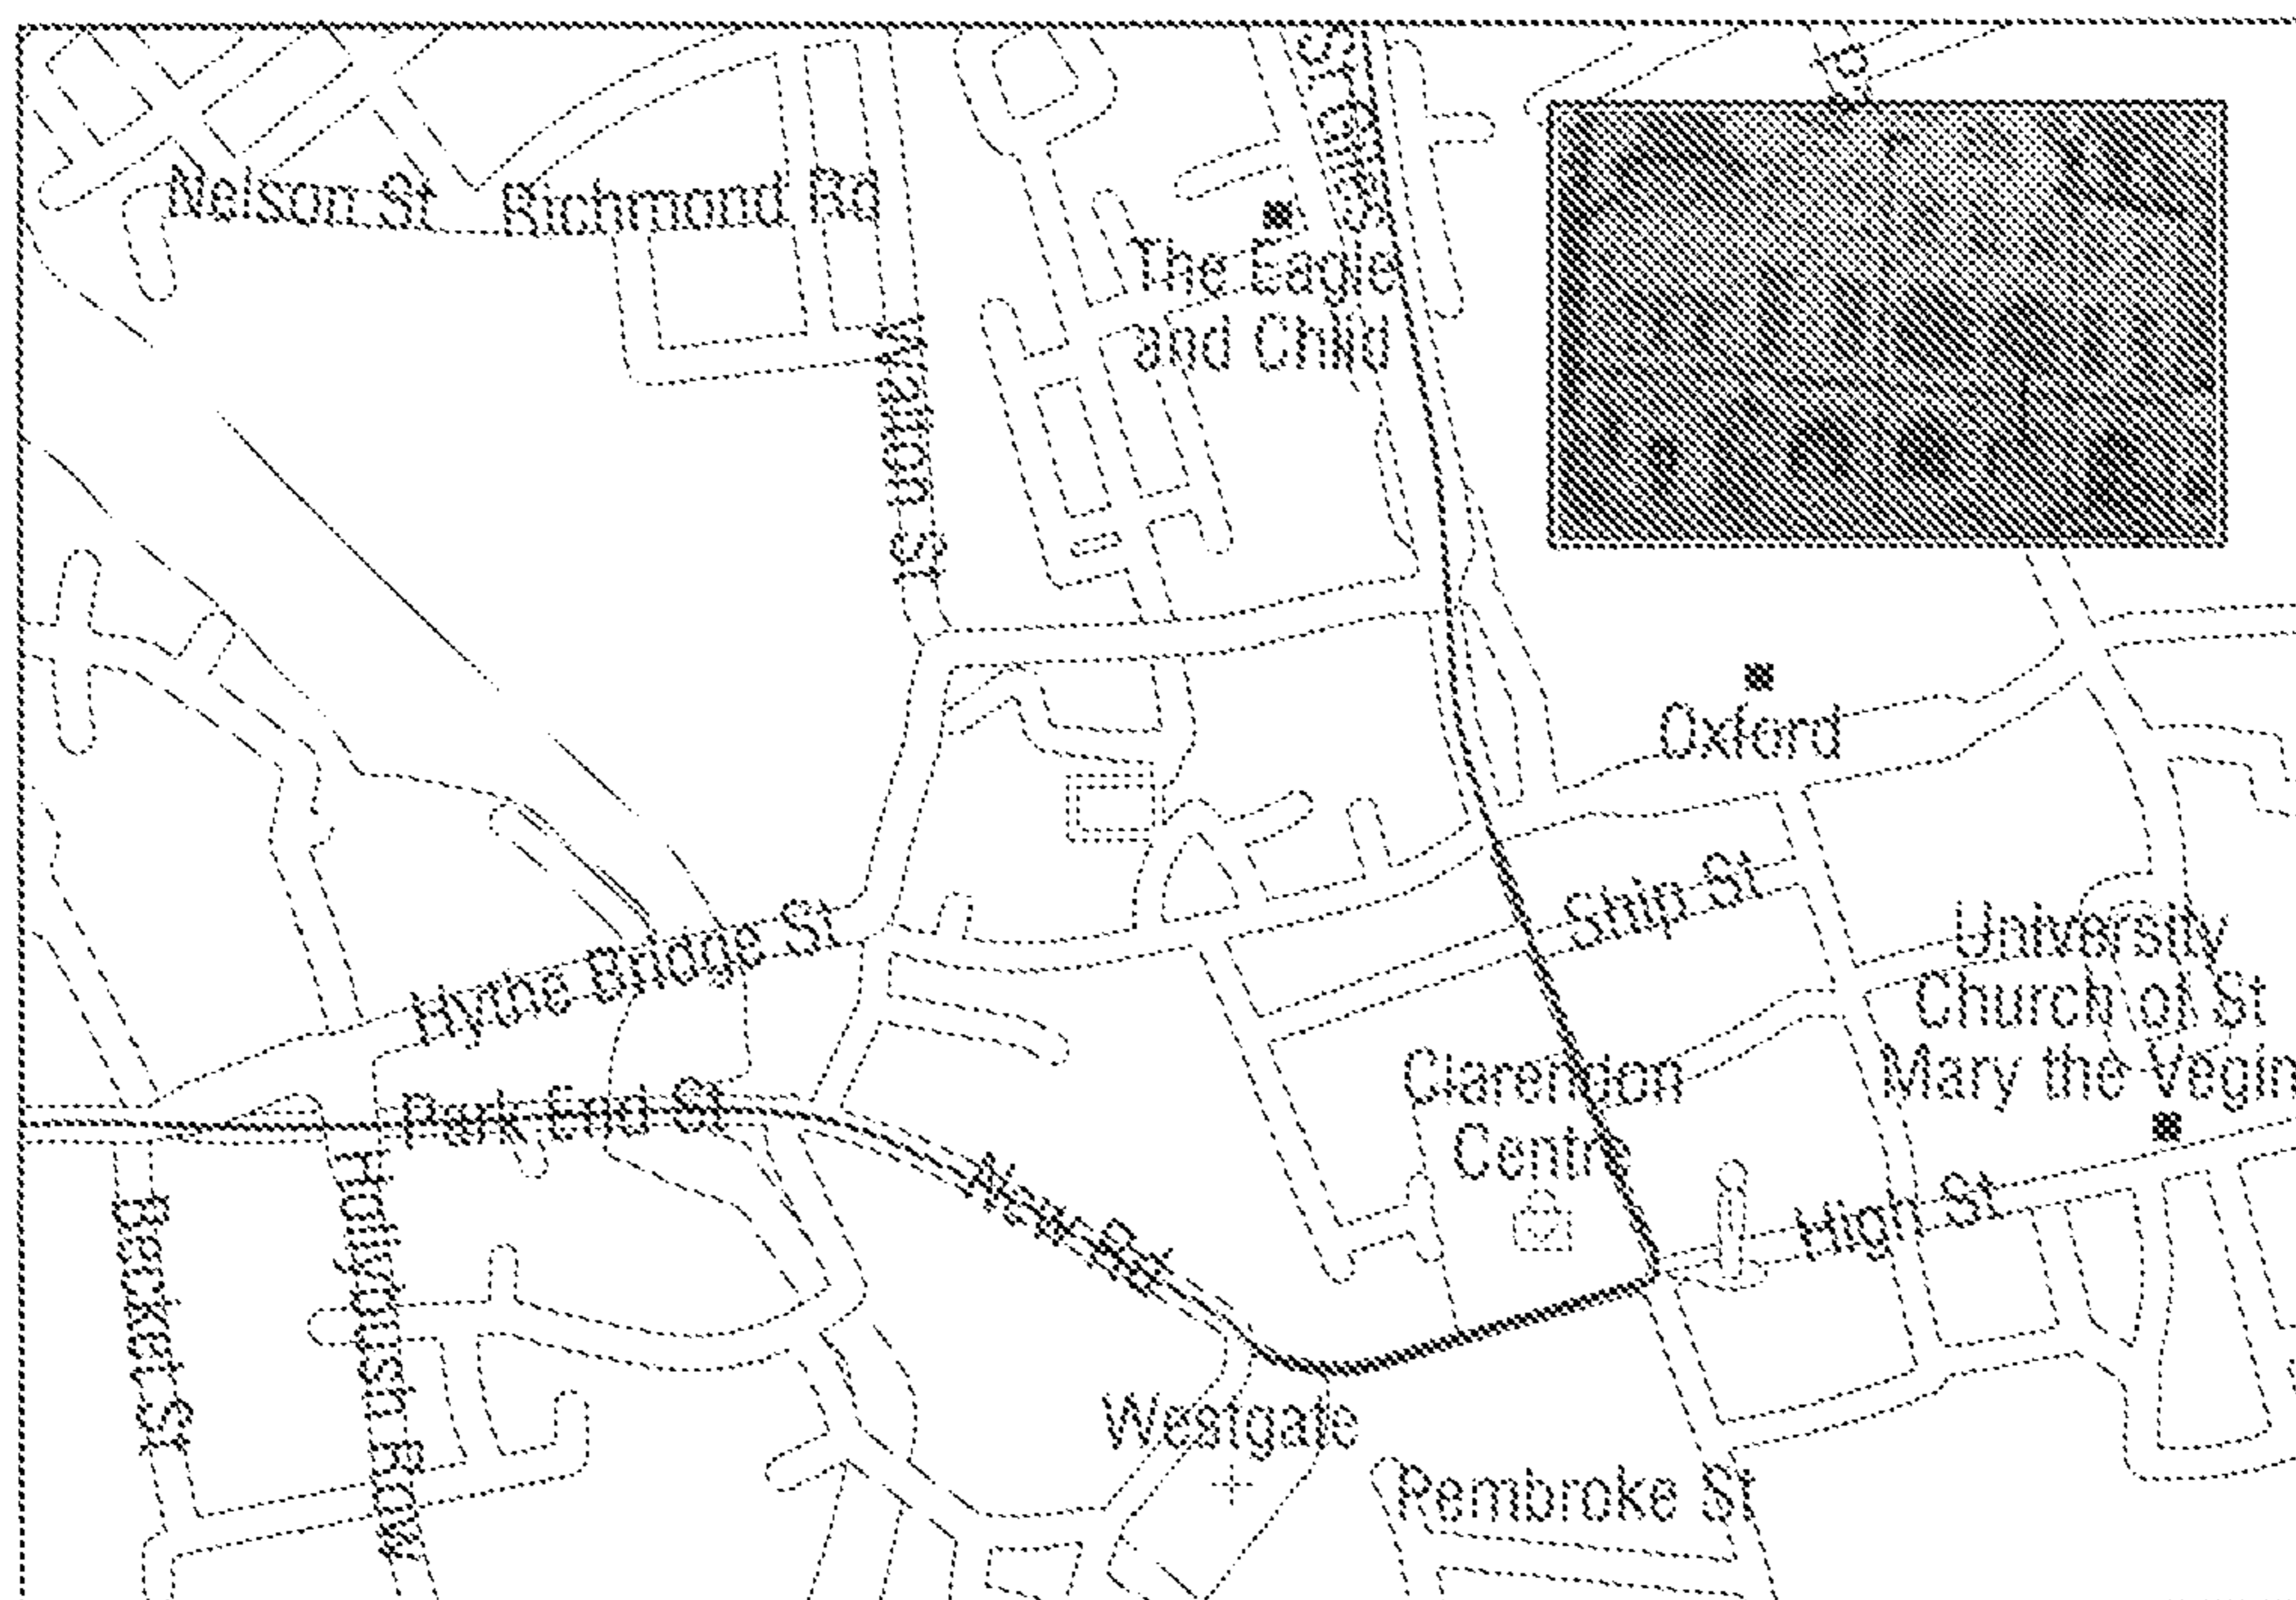 St Giles
Rd
Nelson St
Richmond Rd
The Eagle
and Child
Walton St
Oxford
Ship St
Hythe Bridge St
University
Church of St
Mary the Vegin
Clarendon
Centre
Park End St
New Rd
High St
Becket St
Hollybush Row
Westgate
Pembroke St